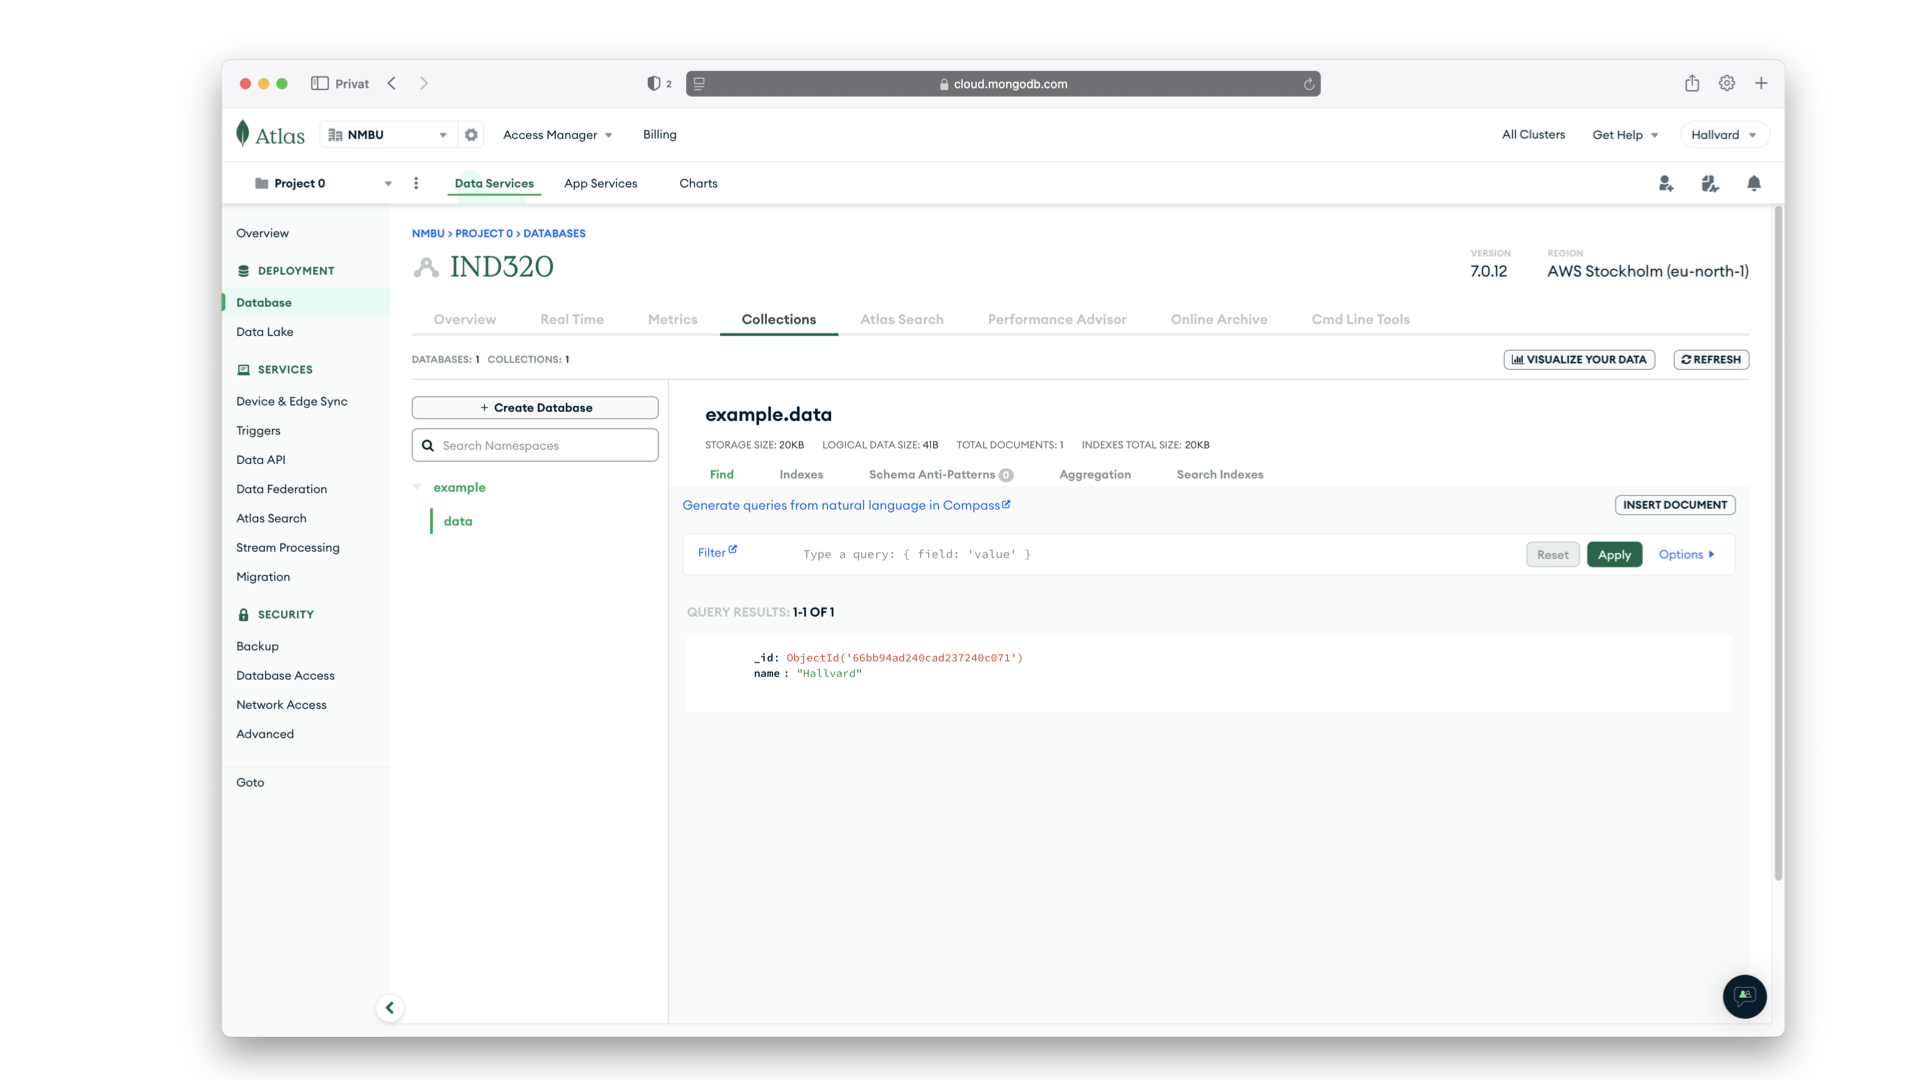 Privat
2
cloud.mongodb.com
Atlas
NMBU
Access Manager
Billing
All Clusters
Get Help
Hallvard
Project 0
Data Services
App Services
Charts
Overview
DEPLOYMENT
Database
Data Lake
SERVICES
Device & Edge Sync
Triggers
Data API
Data Federation
Atlas Search
Stream Processing
Migration
SECURITY
Backup
Database Access
Network Access
Advanced
Goto
NMBU > PROJECT 0 > DATABASES
IND320
VERSION
7.0.12
REGION
AWS Stockholm (eu-north-1)
Overview
Real Time
Metrics
Collections
Atlas Search
Performance Advisor
Online Archive
Cmd Line Tools
DATABASES: 1 COLLECTIONS: 1
VISUALIZE YOUR DATA
REFRESH
+ Create Database
Search Namespaces
example
data
example.data
STORAGE SIZE: 20KB LOGICAL DATA SIZE: 41B TOTAL DOCUMENTS: 1 INDEXES TOTAL SIZE: 20KB
Find
Indexes
Schema Anti-Patterns 0
Aggregation
Search Indexes
Generate queries from natural language in Compass
INSERT DOCUMENT
Filter
Type a query: { field: 'value' }
Reset
Apply
Options
QUERY RESULTS: 1-1 OF 1
_id: ObjectId('66bb94ad240cad237240c071')
name : "Hallvard"